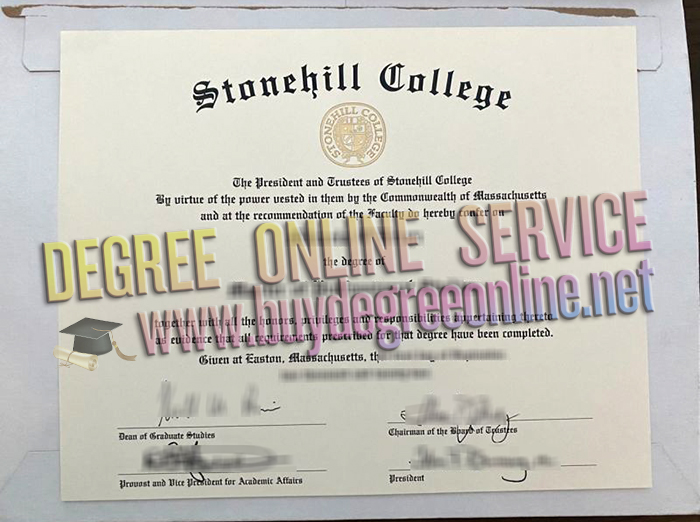 Stonehill College
STONEHILL COLLEGE
The President and Trustees of Stonehill College
By virtue of the power vested in them by the Commonwealth of Massachusetts
and at the recommendation of the Faculty do hereby confer on
DEGREE ONLINE SERVICE
the degree of
www.buydegreeonline.net
together with all the honors, privileges and responsibilities appertaining thereto
as evidence that all requirements prescribed for that degree have been completed.
Given at Easton, Massachusetts,
Dean of Graduate Studies
Chairman of the Board of Trustees
Provost and Vice President for Academic Affairs
President